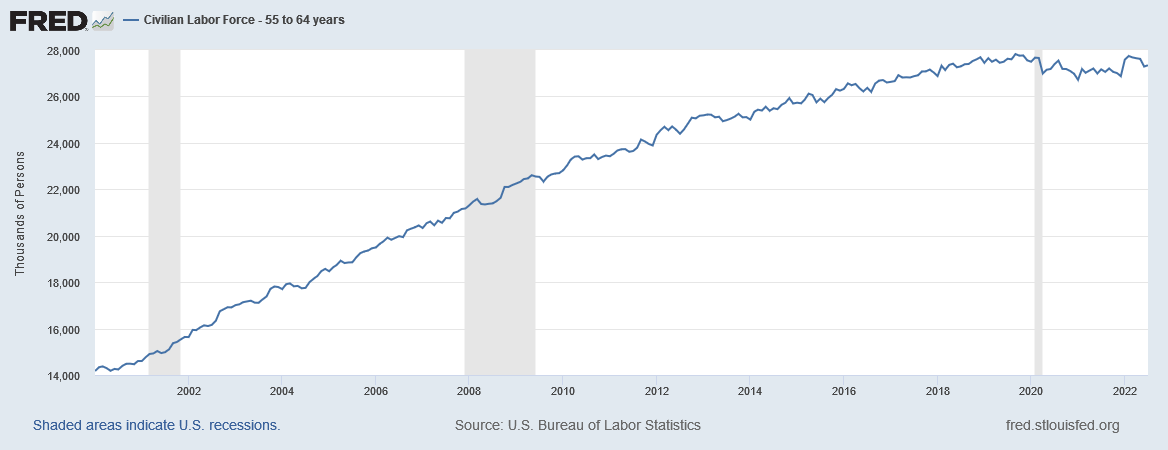 FRED
Civilian Labor Force - 55 to 64 years
Thousands of Persons
28,000
26,000
24,000
22,000
20,000
18,000
16,000
14,000
2002 2004 2006 2008 2010 2012 2014 2016 2018 2020 2022
Shaded areas indicate U.S. recessions. Source: U.S. Bureau of Labor Statistics fred.stlouisfed.org